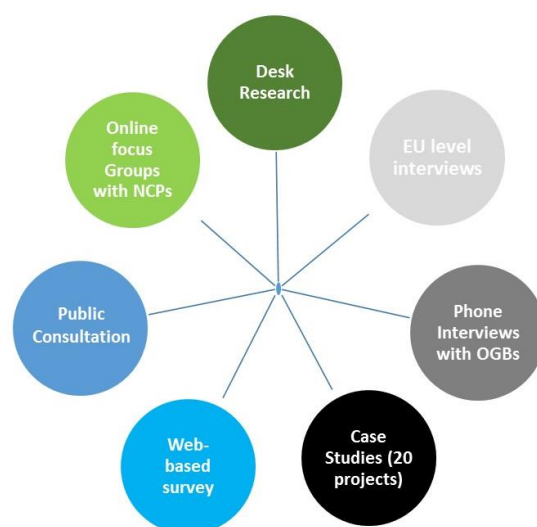 Desk
Research
EU level
interviews
Phone
Interviews
with OGBs
Case
Studies (20
projects)
Web-
based
survey
Public
Consultation
Online
focus
Groups
with NCPs